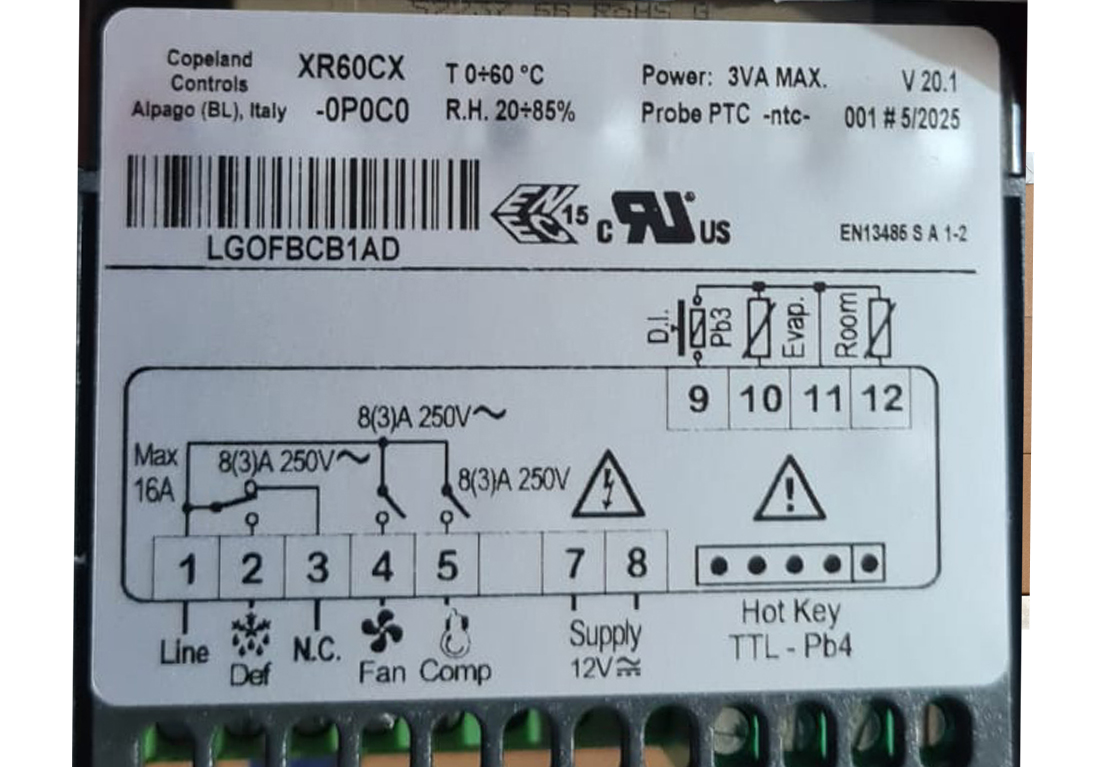 Copeland
Controls
Alpago (BL), Italy
XR60CX
-0P0C0
T 0÷60 °C
R.H. 20÷85%
Power: 3VA MAX.
Probe PTC -ntc-
V 20.1
001 # 5/2025
LGOFBCB1AD
ENEC 15
c RU ® US
EN13485 S A 1-2
D.I.
Pb3
Evap.
Room
9 10 11 12
8(3)A 250V~
Max
16A
8(3)A 250V~
8(3)A 250V
!
1 2 3 4 5 7 8
Line
Def
N.C.
Fan
Comp
Supply
12V
Hot Key
TTL - Pb4